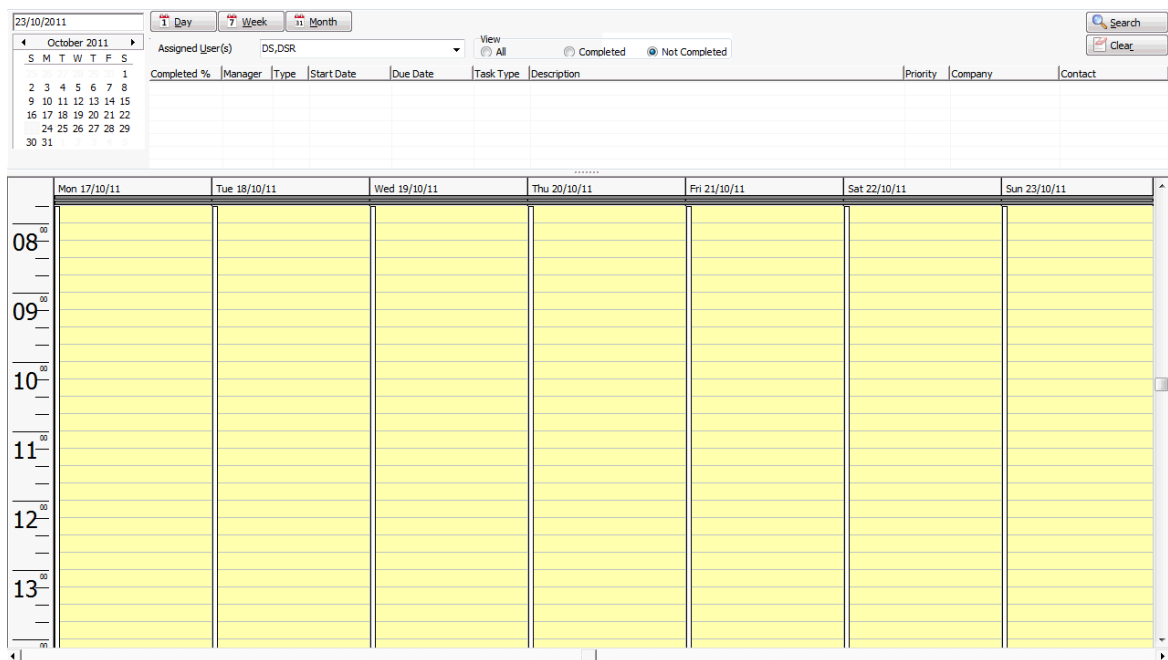 23/10/2011
1 Day
7 Week
31 Month
Search
October 2011
Assigned User(s) DS,DSR
View
All
Completed
Not Completed
Clear
S M T W T F S
1
2 3 4 5 6 7 8
9 10 11 12 13 14 15
16 17 18 19 20 21 22
24 25 26 27 28 29
30 31
Completed % Manager Type Start Date Due Date Task Type Description Priority Company Contact
Mon 17/10/11 Tue 18/10/11 Wed 19/10/11 Thu 20/10/11 Fri 21/10/11 Sat 22/10/11 Sun 23/10/11
08 00
09 00
10 00
11 00
12 00
13 00
00